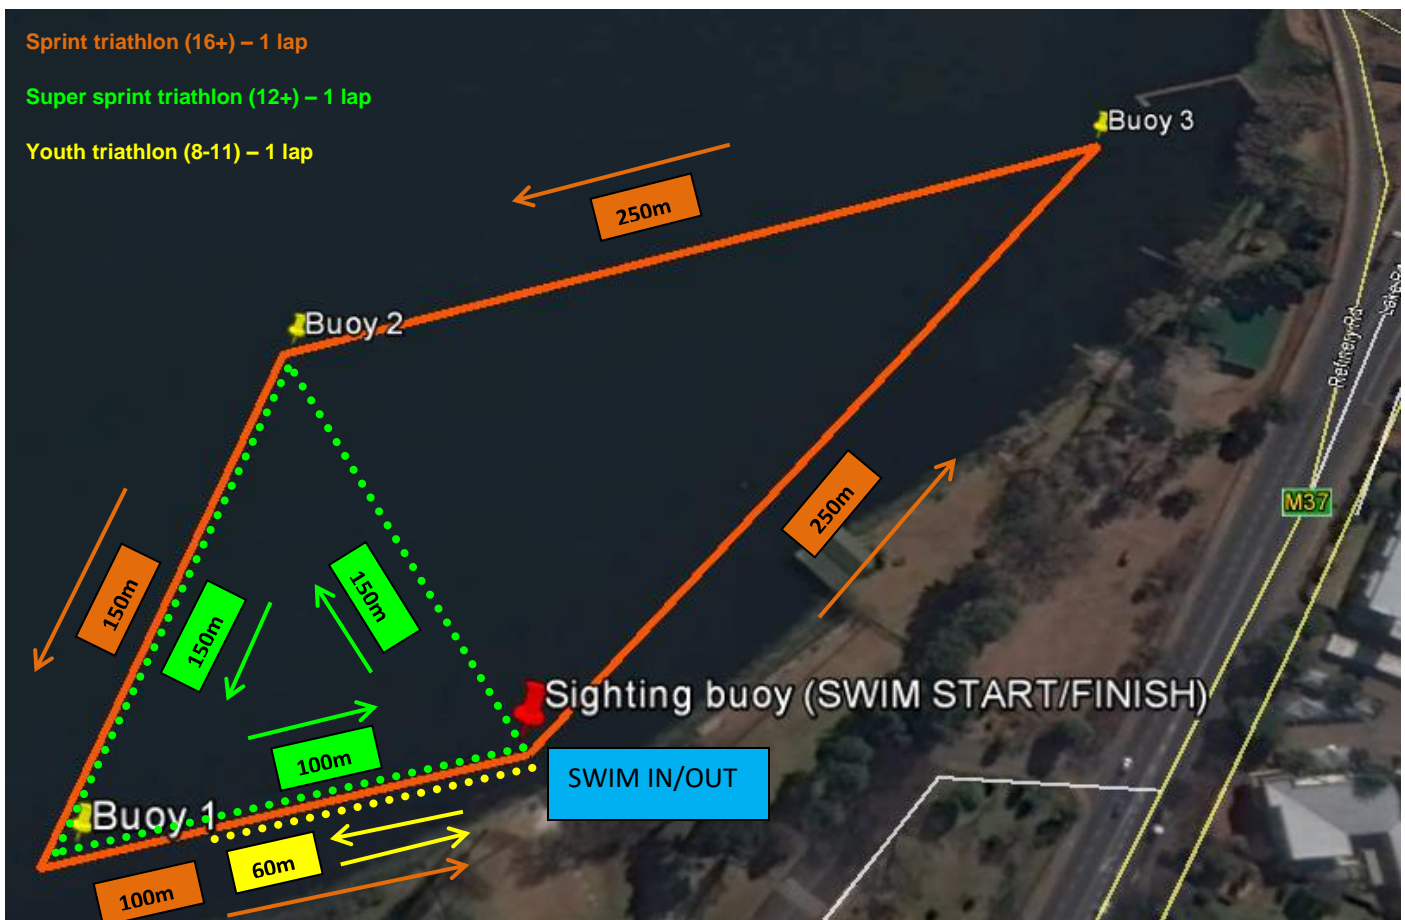 Sprint triathlon (16+) – 1 lap
Super sprint triathlon (12+) – 1 lap
Youth triathlon (8-11) – 1 lap
Buoy 3
250m
Buoy 2
Refinery Rd
250m
M37
150m
150m
150m
Sighting buoy (SWIM START/FINISH)
100m
SWIM IN/OUT
Buoy 1
60m
100m